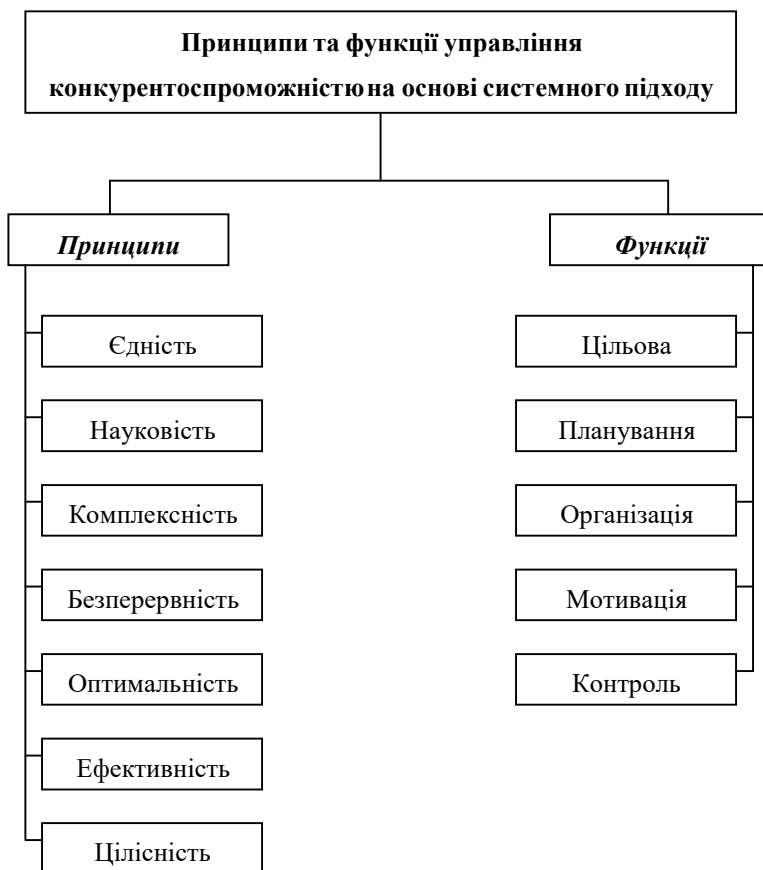 Принципи та функції управління
конкурентоспроможністю на основі системного підходу
Принципи
Функції
Єдність
Науковість
Комплексність
Безперервність
Оптимальність
Ефективність
Цілісність
Цільова
Планування
Організація
Мотивація
Контроль